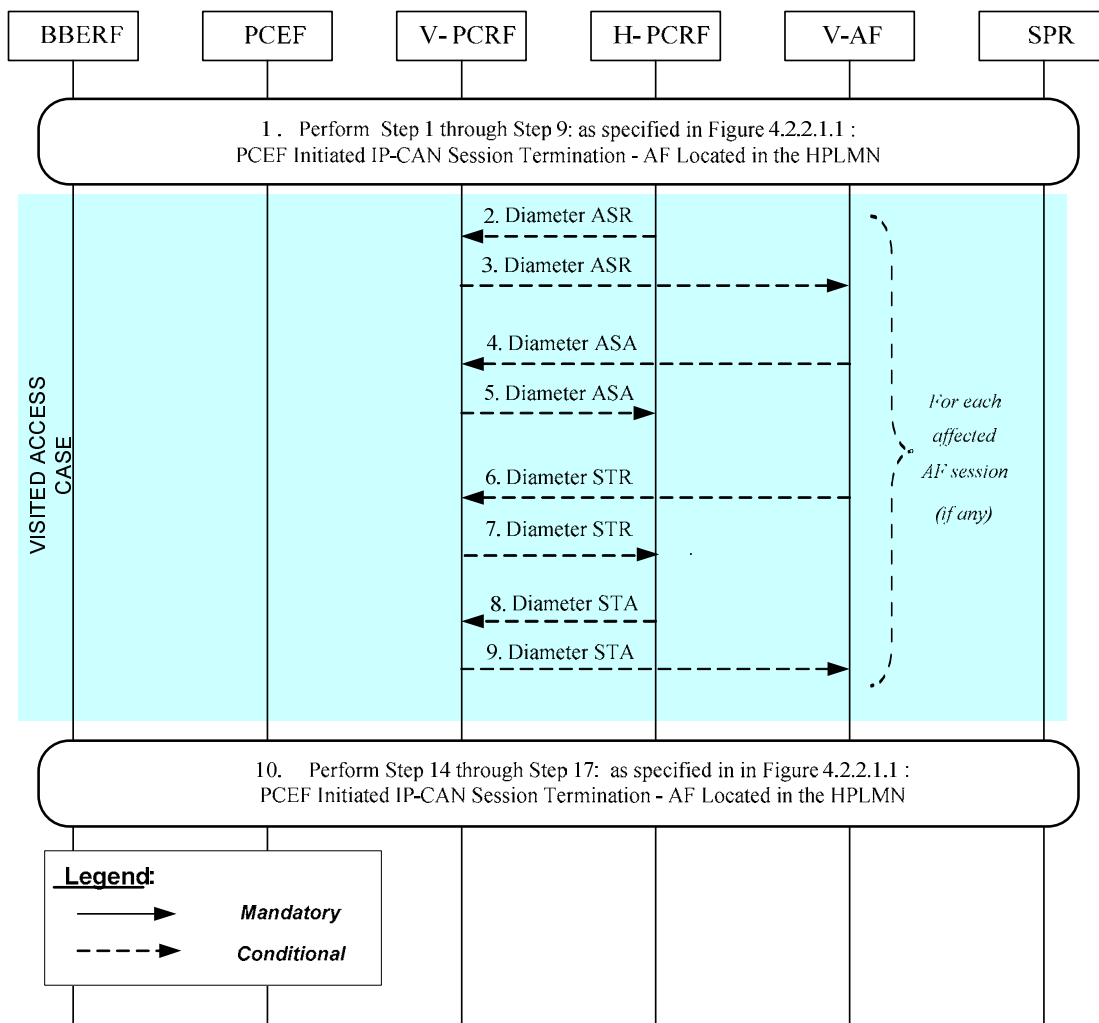 BBERF
PCEF
V- PCRF
H- PCRF
V-AF
SPR
1 . Perform Step 1 through Step 9: as specified in Figure 4.2.2.1.1 :
PCEF Initiated IP-CAN Session Termination - AF Located in the HPLMN
VISITED ACCESS
CASE
2. Diameter ASR
3. Diameter ASR
4. Diameter ASA
5. Diameter ASA
6. Diameter STR
7. Diameter STR
8. Diameter STA
9. Diameter STA
For each
affected
AF session
(if any)
10. Perform Step 14 through Step 17: as specified in in Figure 4.2.2.1.1 :
PCEF Initiated IP-CAN Session Termination - AF Located in the HPLMN
Legend:
Mandatory
Conditional